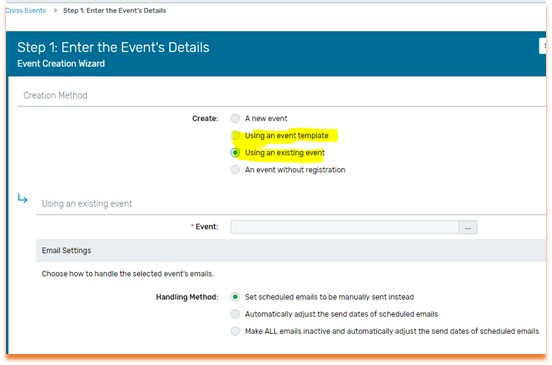 Cross Events > Step 1: Enter the Event's Details
Step 1: Enter the Event's Details
Event Creation Wizard
Creation Method
Create: A new event
Using an event template
Using an existing event
An event without registration
Using an existing event
* Event: ...
Email Settings
Choose how to handle the selected event's emails.
Handling Method: Set scheduled emails to be manually sent instead
Automatically adjust the send dates of scheduled emails
Make ALL emails inactive and automatically adjust the send dates of scheduled emails